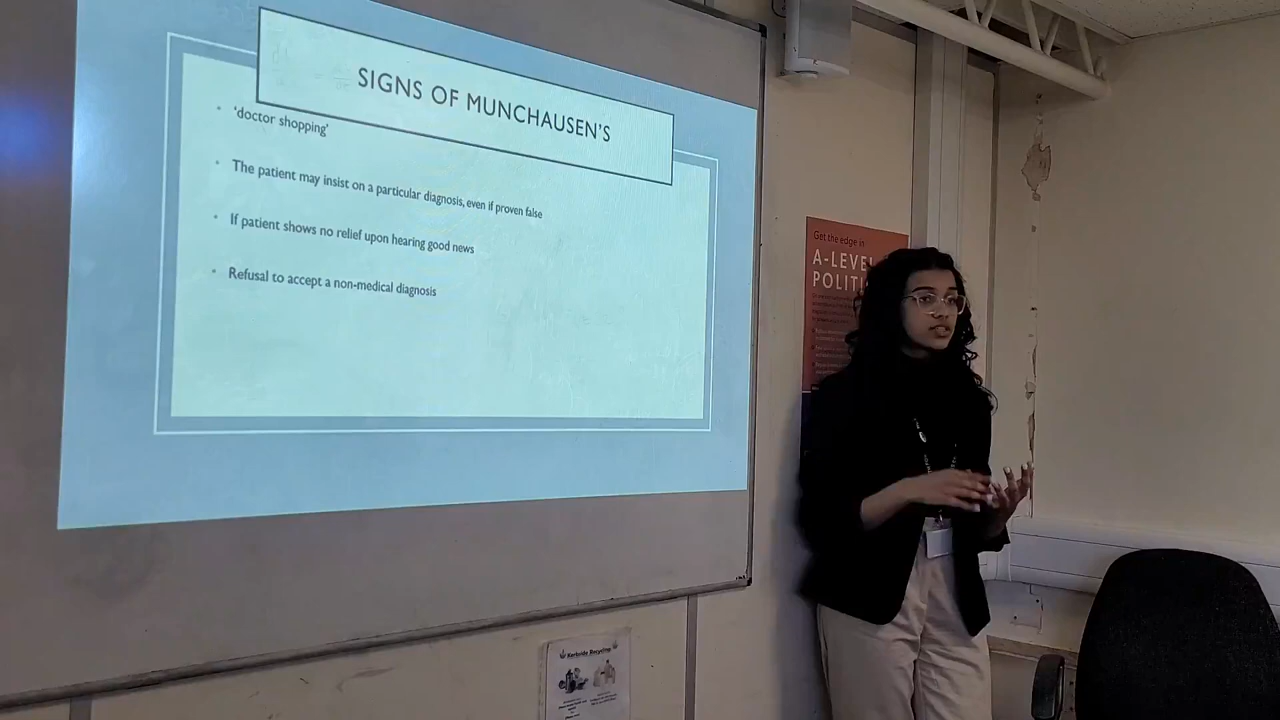 SIGNS OF MUNCHAUSEN'S
• 'doctor shopping'
• The patient may insist on a particular diagnosis, even if proven false
• If patient shows no relief upon hearing good news
• Refusal to accept a non-medical diagnosis
Get the edge in
A-LEVEL
POLITI
Kerbside Recycling